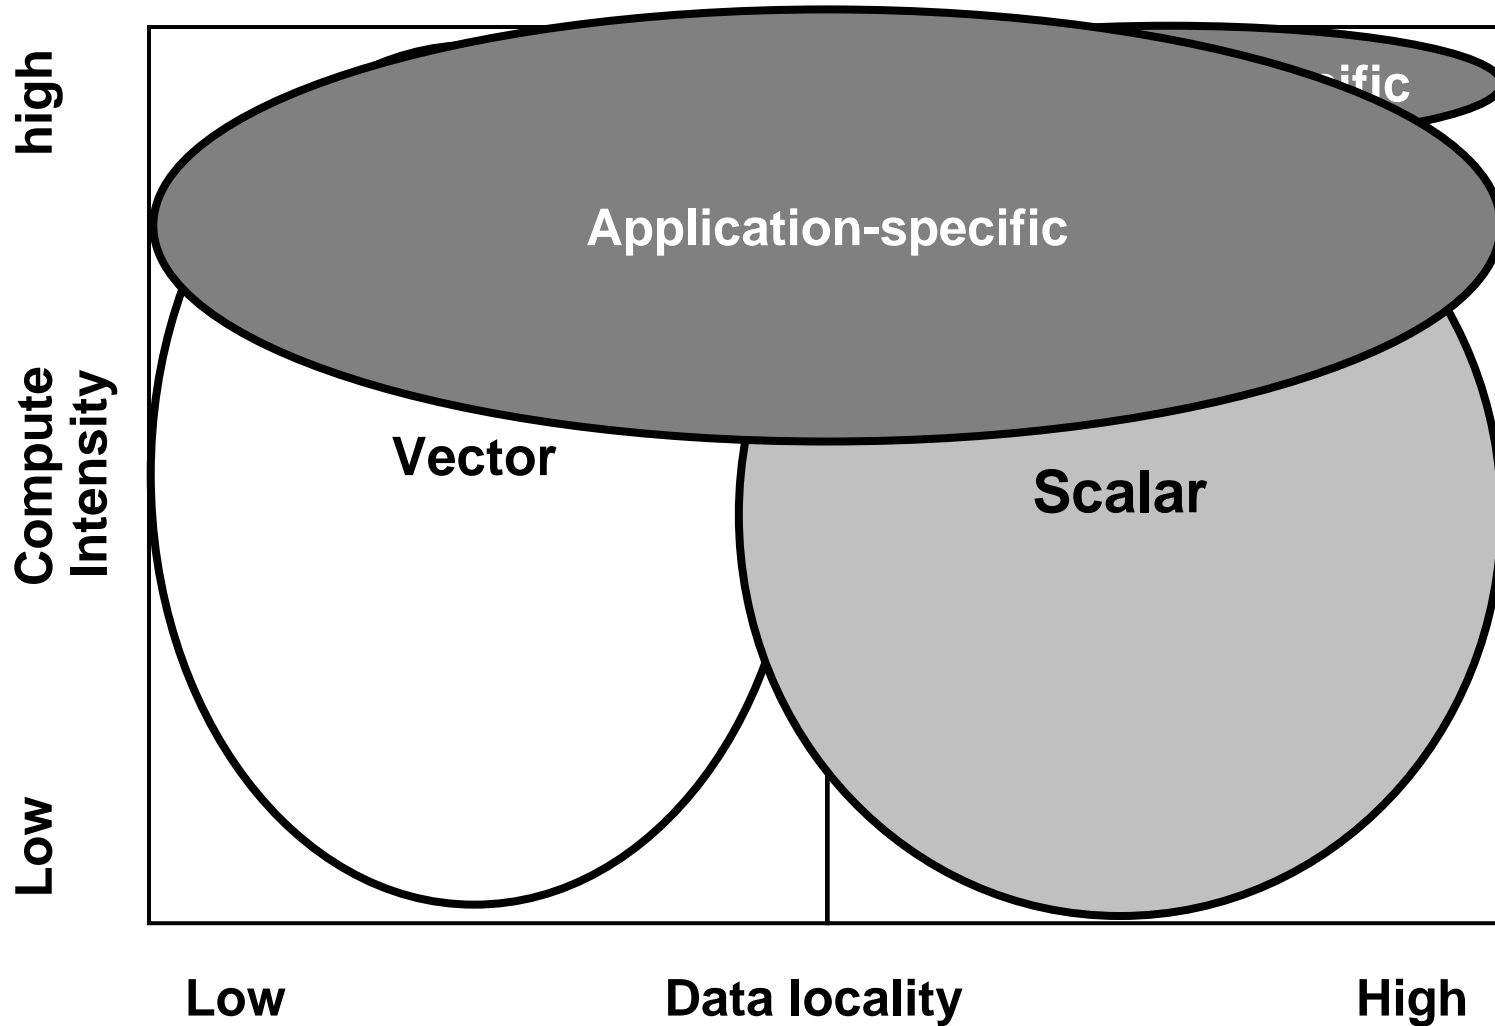 high
Application-specific
Compute
Intensity
Vector
Scalar
Low
Low
Data locality
High